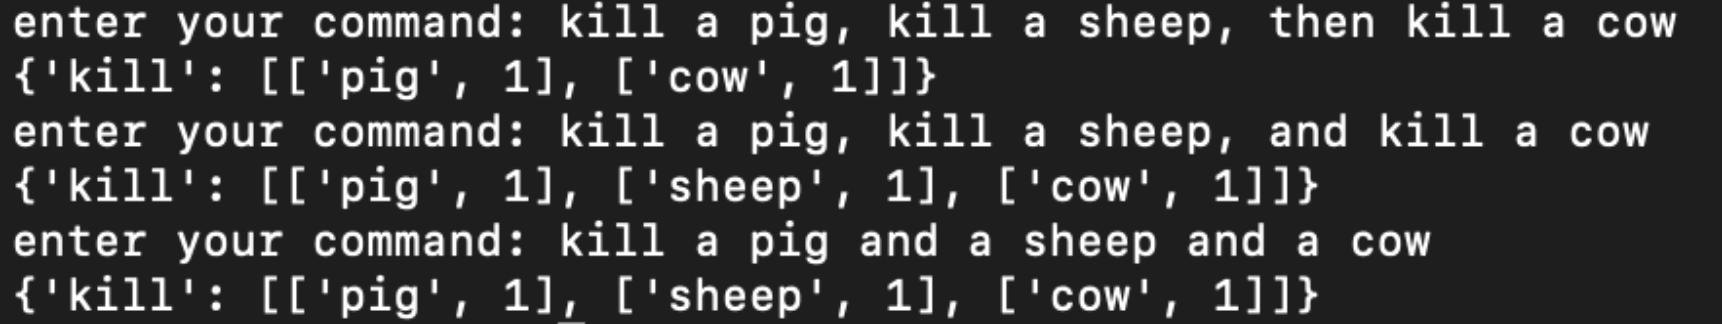 enter your command: kill a pig, kill a sheep, then kill a cow
{'kill': [['pig', 1], ['cow', 1]]}
enter your command: kill a pig, kill a sheep, and kill a cow
{'kill': [['pig', 1], ['sheep', 1], ['cow', 1]]}
enter your command: kill a pig and a sheep and a cow
{'kill': [['pig', 1], ['sheep', 1], ['cow', 1]]}